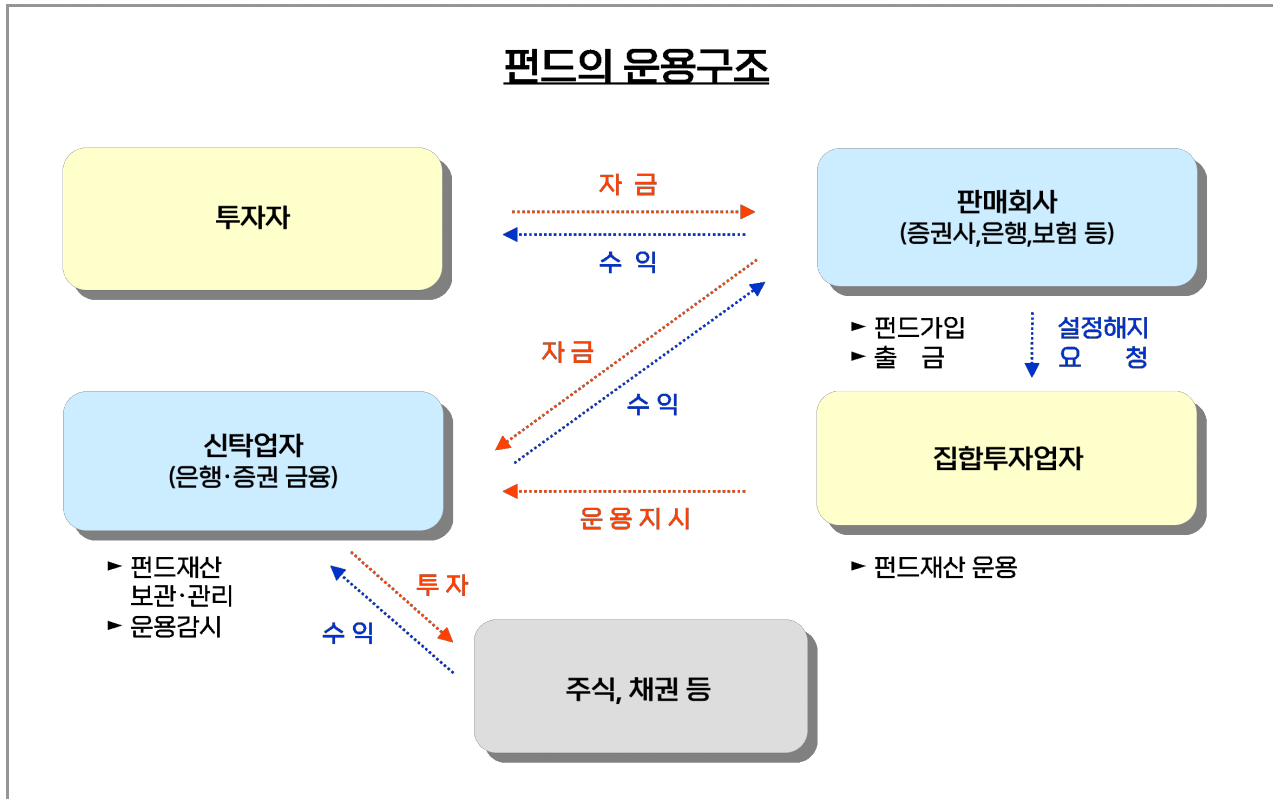 펀드의 운용구조
투자자
자 금
수 익
판매회사
(증권사,은행,보험 등)
► 펀드가입
► 출 금
설정해지
요 청
자 금
수 익
신탁업자
(은행·증권 금융)
집합투자업자
운 용 지 시
► 펀드재산
보관·관리
► 운용감시
► 펀드재산 운용
투 자
수 익
주식, 채권 등